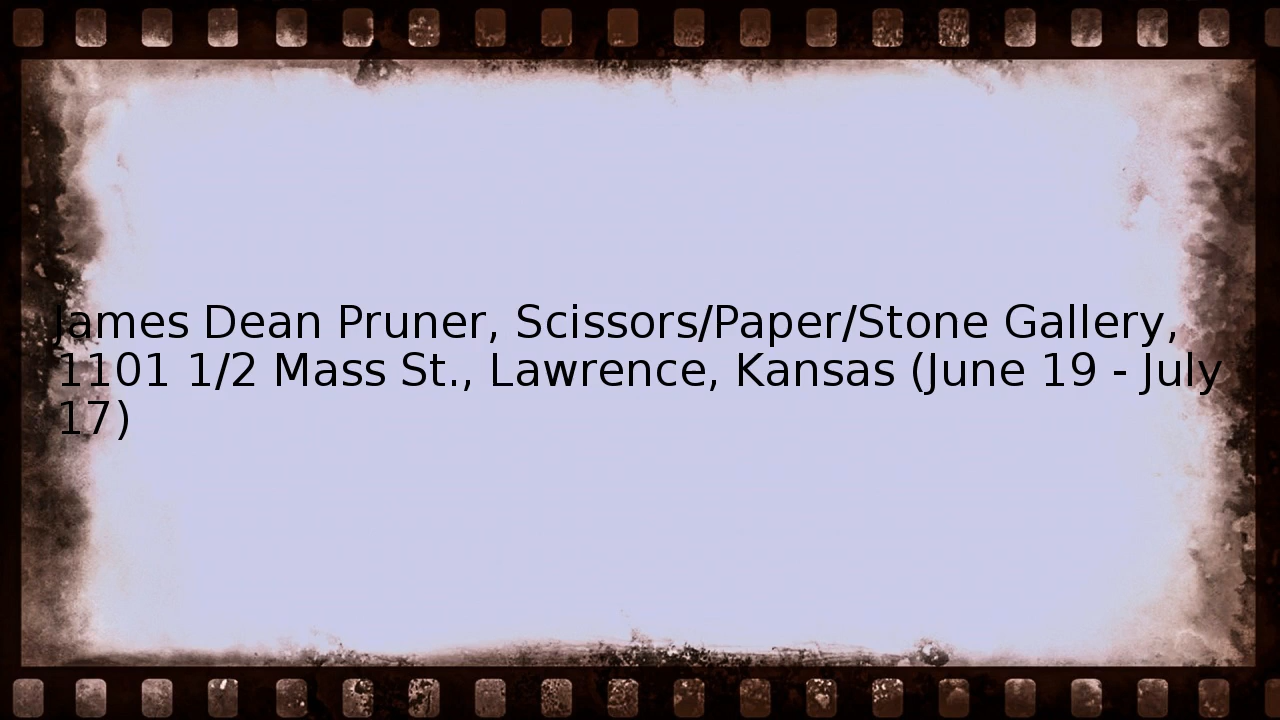 James Dean Pruner, Scissors/Paper/Stone Gallery,
1101 1/2 Mass St., Lawrence, Kansas (June 19 - July
17)